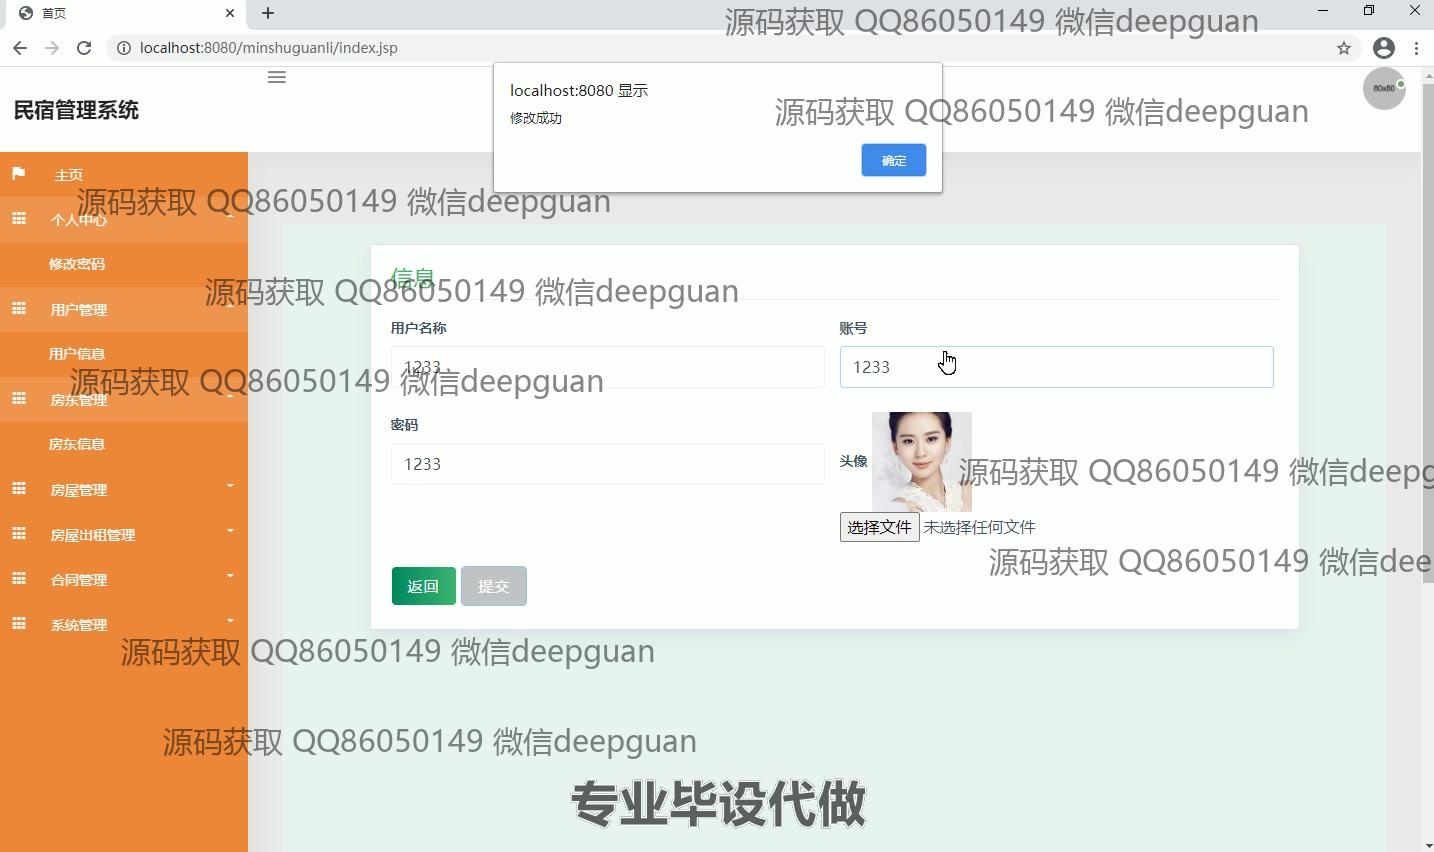 首页
localhost:8080/minshuguanli/index.jsp
源码获取 QQ86050149 微信deepguan
民宿管理系统
localhost:8080 显示
修改成功
确定
源码获取 QQ86050149 微信deepguan
80x80
主页
源码获取 QQ86050149 微信deepguan
个人中心
修改密码
用户管理
用户信息
房东管理
房东信息
房屋管理
房屋出租管理
合同管理
系统管理
信息
源码获取 QQ86050149 微信deepguan
用户名称
1233
账号
1233
源码获取 QQ86050149 微信deepguan
密码
1233
头像
源码获取 QQ86050149 微信deepg
选择文件 未选择任何文件
源码获取 QQ86050149 微信dee
返回 提交
源码获取 QQ86050149 微信deepguan
源码获取 QQ86050149 微信deepguan
专业毕设代做